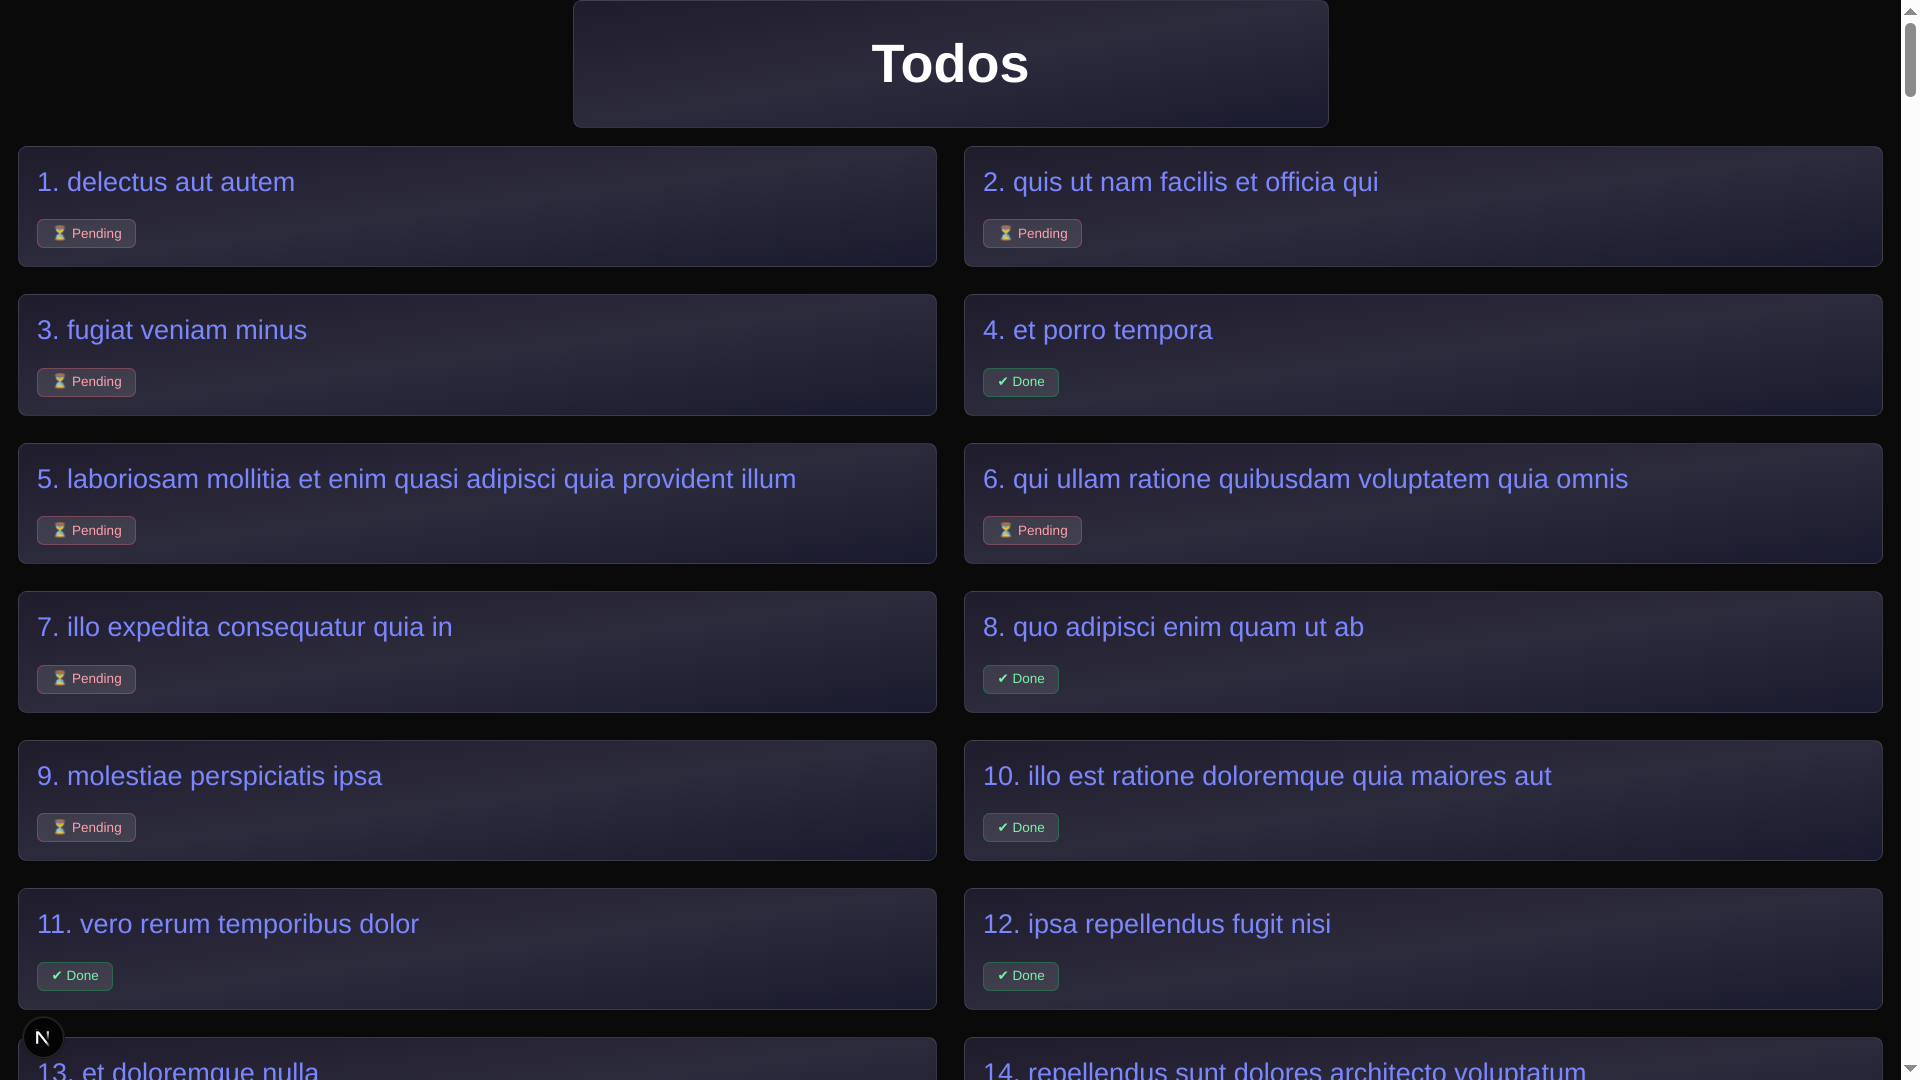 Todos
1. delectus aut autem
⏳ Pending
2. quis ut nam facilis et officia qui
⏳ Pending
3. fugiat veniam minus
⏳ Pending
4. et porro tempora
✔ Done
5. laboriosam mollitia et enim quasi adipisci quia provident illum
⏳ Pending
6. qui ullam ratione quibusdam voluptatem quia omnis
⏳ Pending
7. illo expedita consequatur quia in
⏳ Pending
8. quo adipisci enim quam ut ab
✔ Done
9. molestiae perspiciatis ipsa
⏳ Pending
10. illo est ratione doloremque quia maiores aut
✔ Done
11. vero rerum temporibus dolor
✔ Done
12. ipsa repellendus fugit nisi
✔ Done
N
13. et doloremque nulla
14. repellendus sunt dolores architecto voluptatum